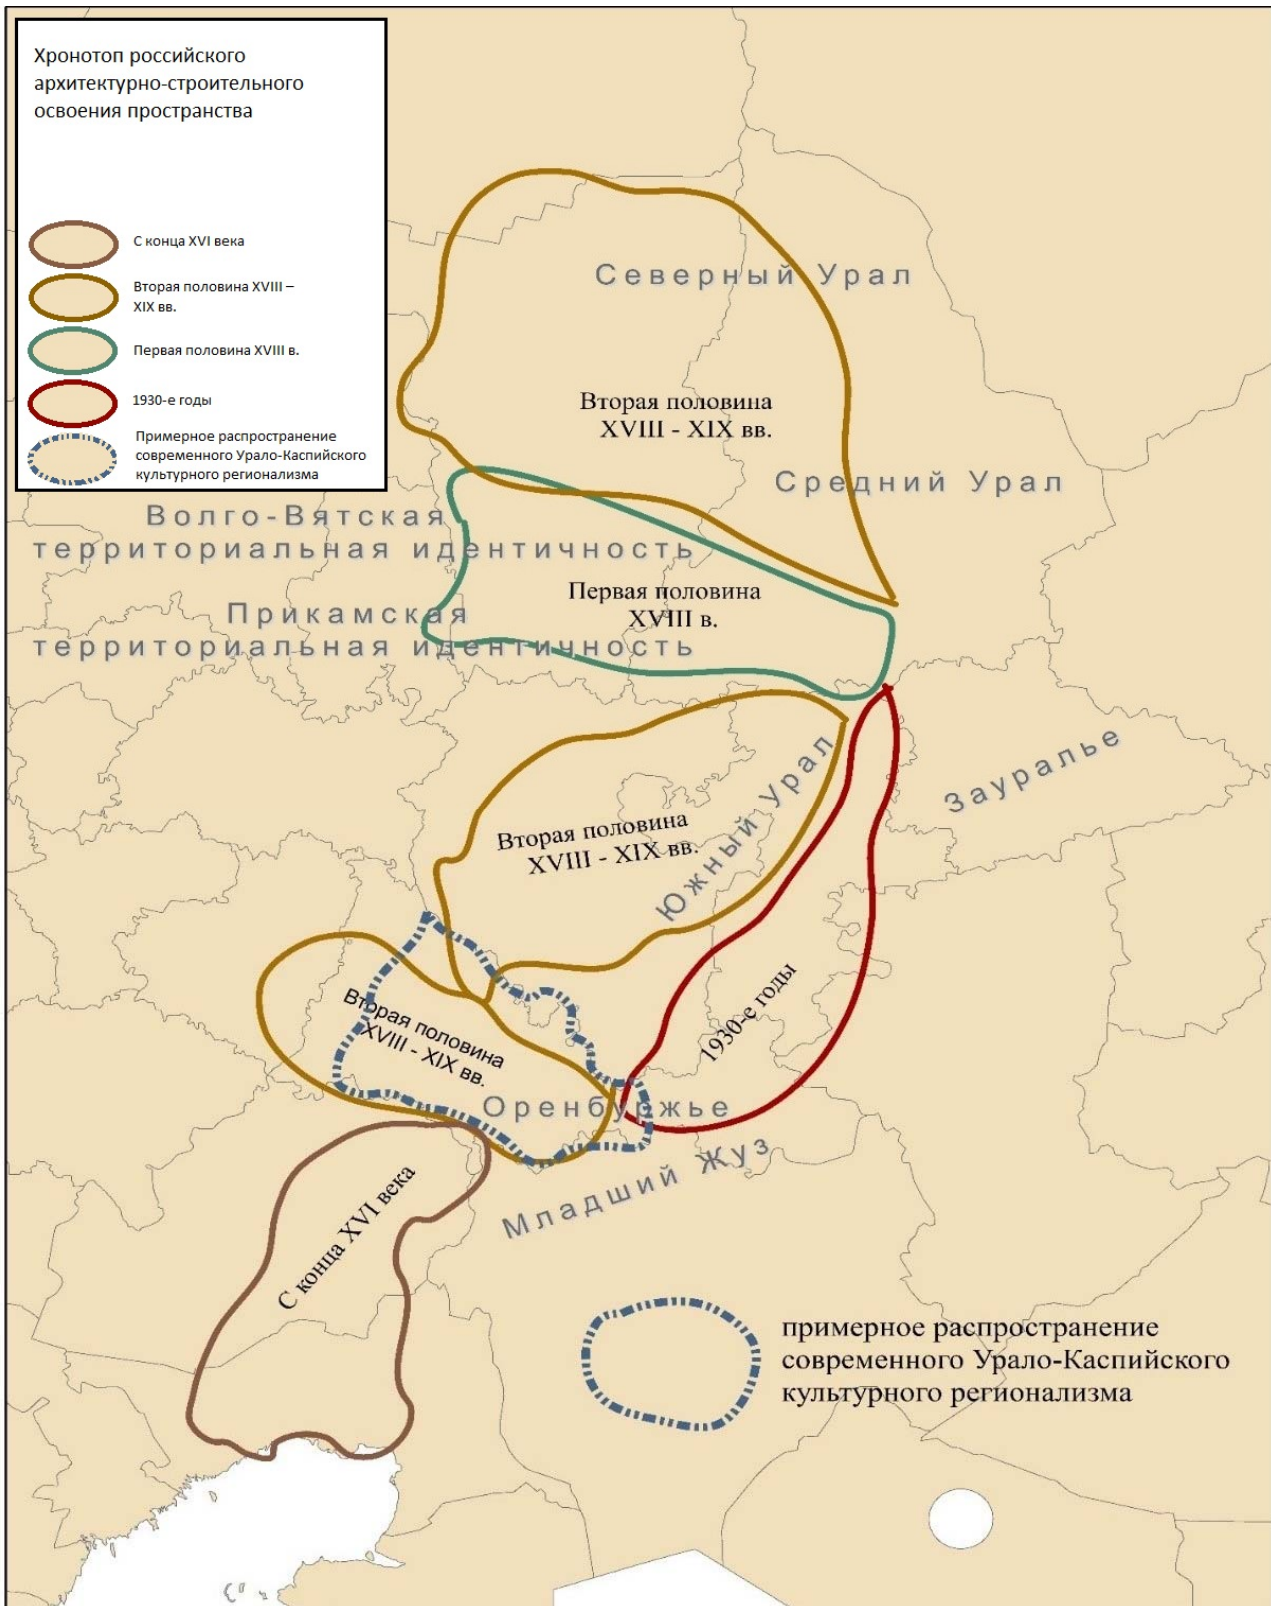 Хронотоп российского
архитектурно-строительного
освоения пространства
С конца XVI века
Вторая половина XVIII –
XIX вв.
Первая половина XVIII в.
1930-е годы
Примерное распространие
современного Урало-Каспийского
культурного регионализма
Северный Урал
Вторая половина
XVIII - XIX вв.
Средний Урал
Волго-Вятская
территориальная идентичность
Первая половина
XVIII в.
Прикамская
территориальная идентичность
Зауралье
Южный Урал
Вторая половина
XVIII - XIX вв.
1930-е годы
Вторая половина
XVIII - XIX вв.
Оренбуржье
Младший Жуз
С конца XVI века
примерное распространение
современного Урало-Каспийского
культурного регионализма